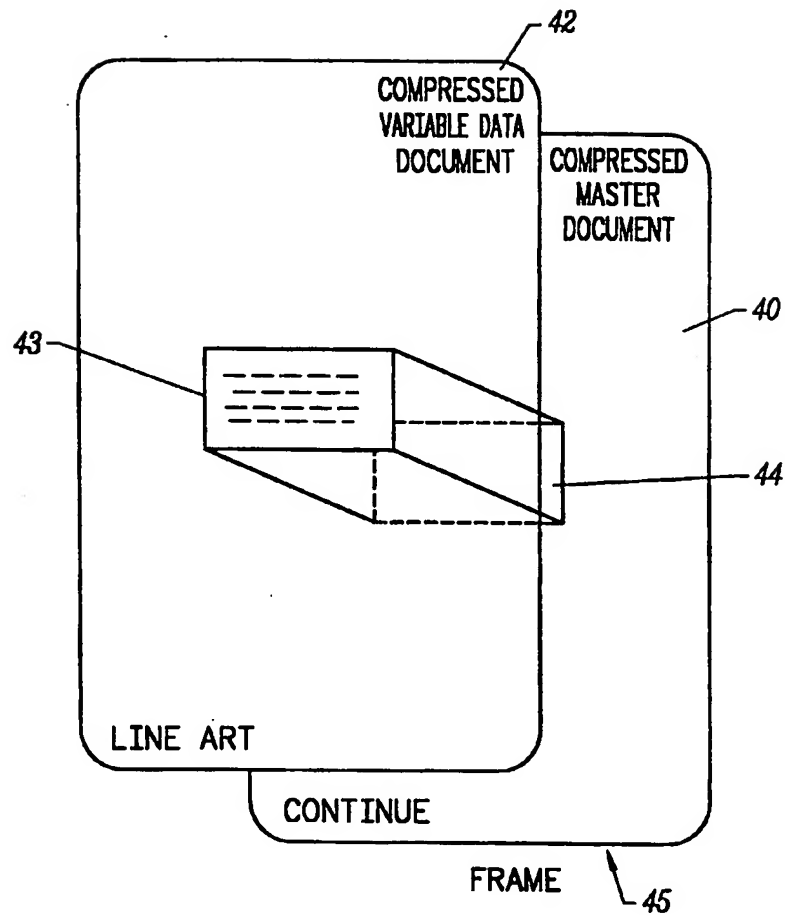 42
COMPRESSED
VARIABLE DATA
DOCUMENT
COMPRESSED
MASTER
DOCUMENT
40
43
44
LINE ART
CONTINUE
FRAME
45